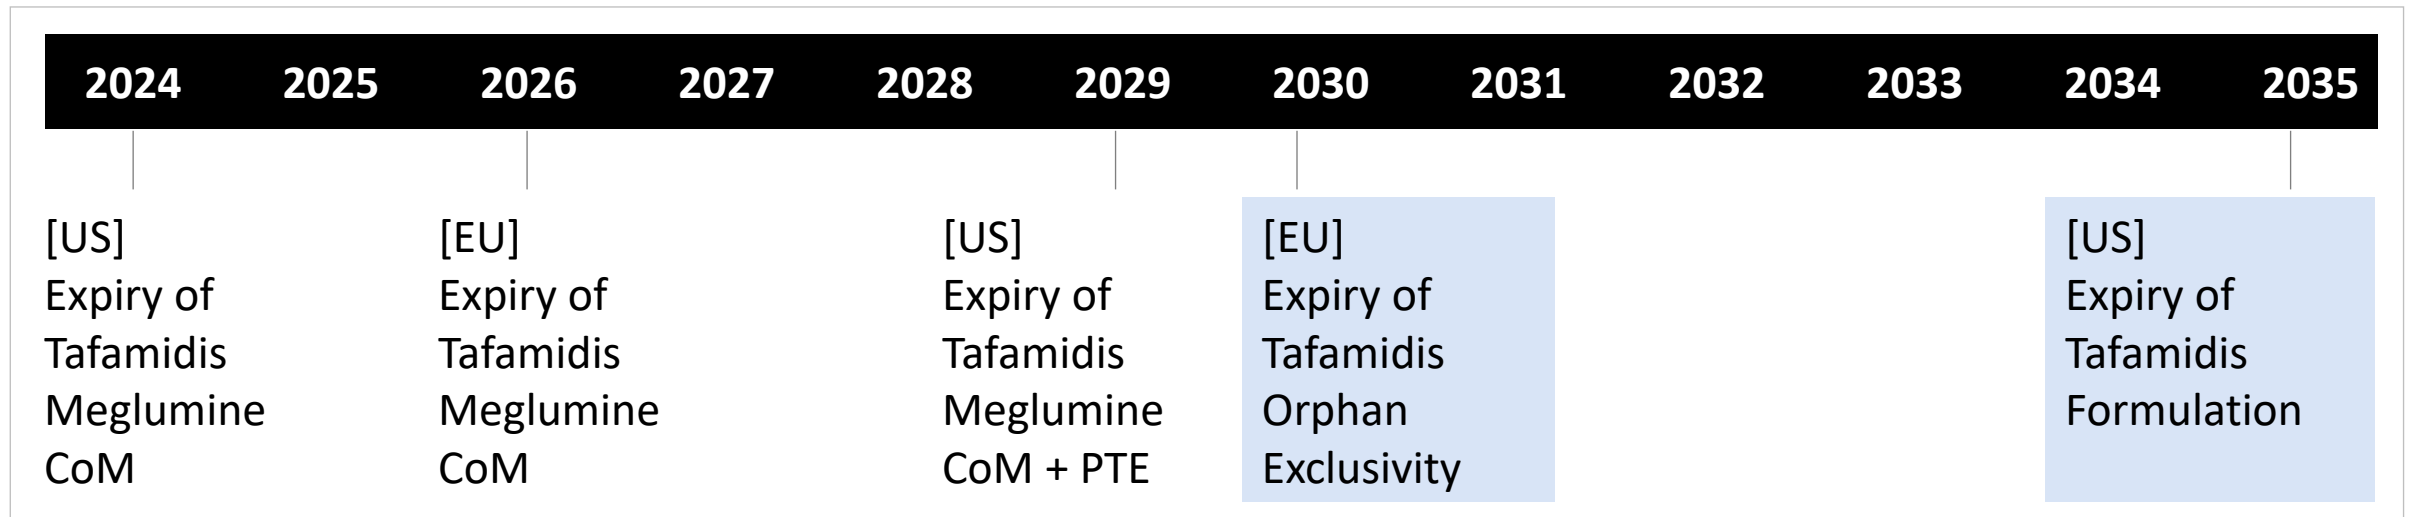 2024 2025 2026 2027 2028 2029 2030 2031 2032 2033 2034 2035
[US]
Expiry of
Tafamidis
Meglumine
CoM
[EU]
Expiry of
Tafamidis
Meglumine
CoM
[US]
Expiry of
Tafamidis
Meglumine
CoM + PTE
[EU]
Expiry of
Tafamidis
Orphan
Exclusivity
[US]
Expiry of
Tafamidis
Formulation